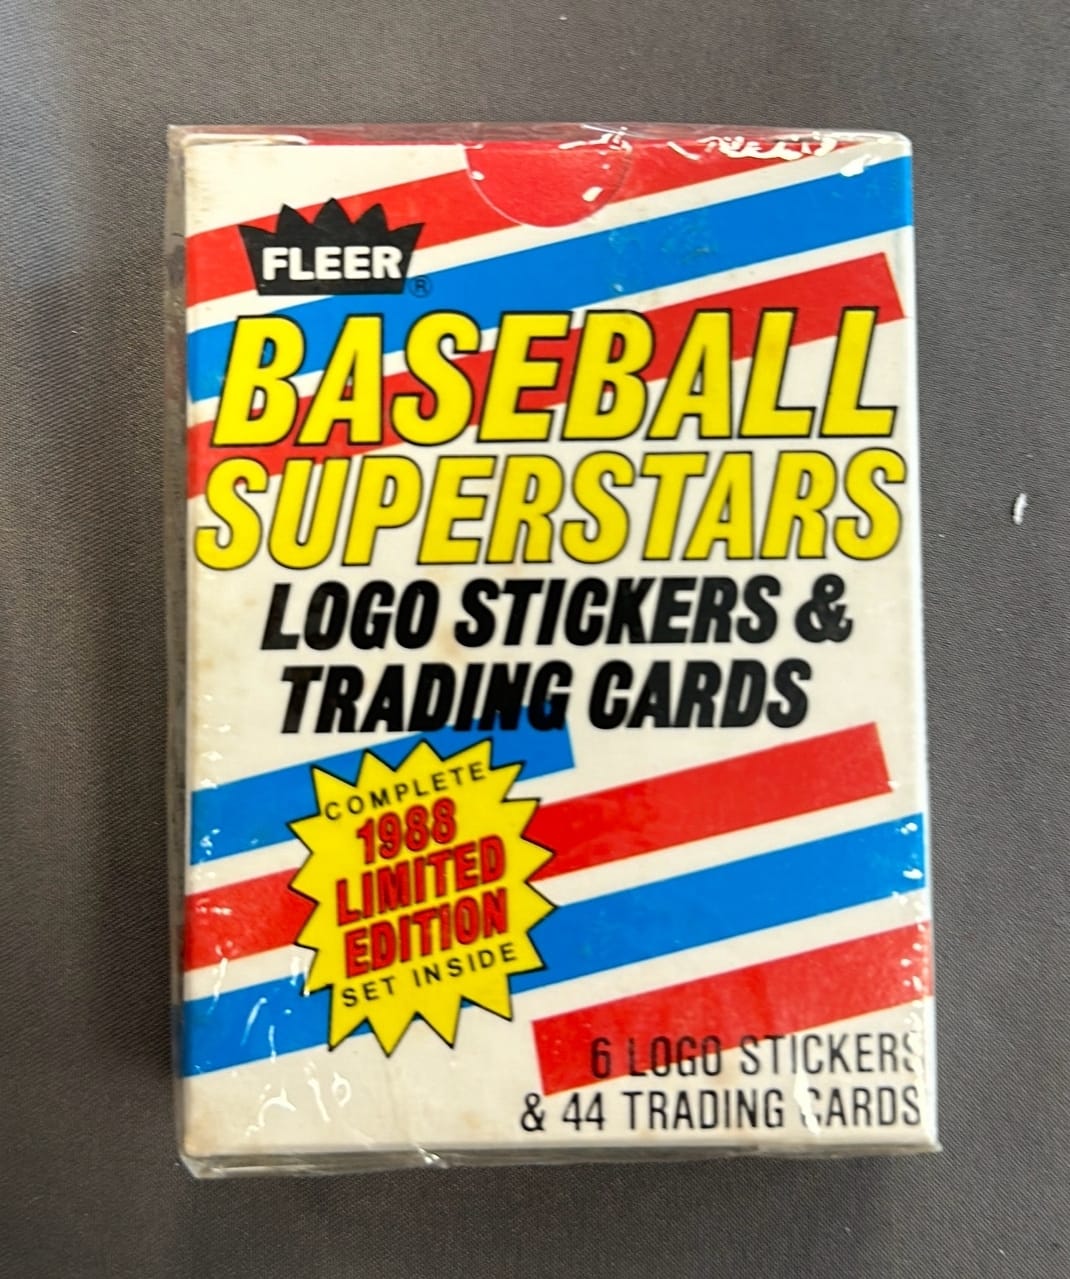 FLEER®
BASEBALL
SUPERSTARS
LOGO STICKERS &
TRADING CARDS
COMPLETE
1988
LIMITED
EDITION
SET INSIDE
6 LOGO STICKERS
& 44 TRADING CARDS